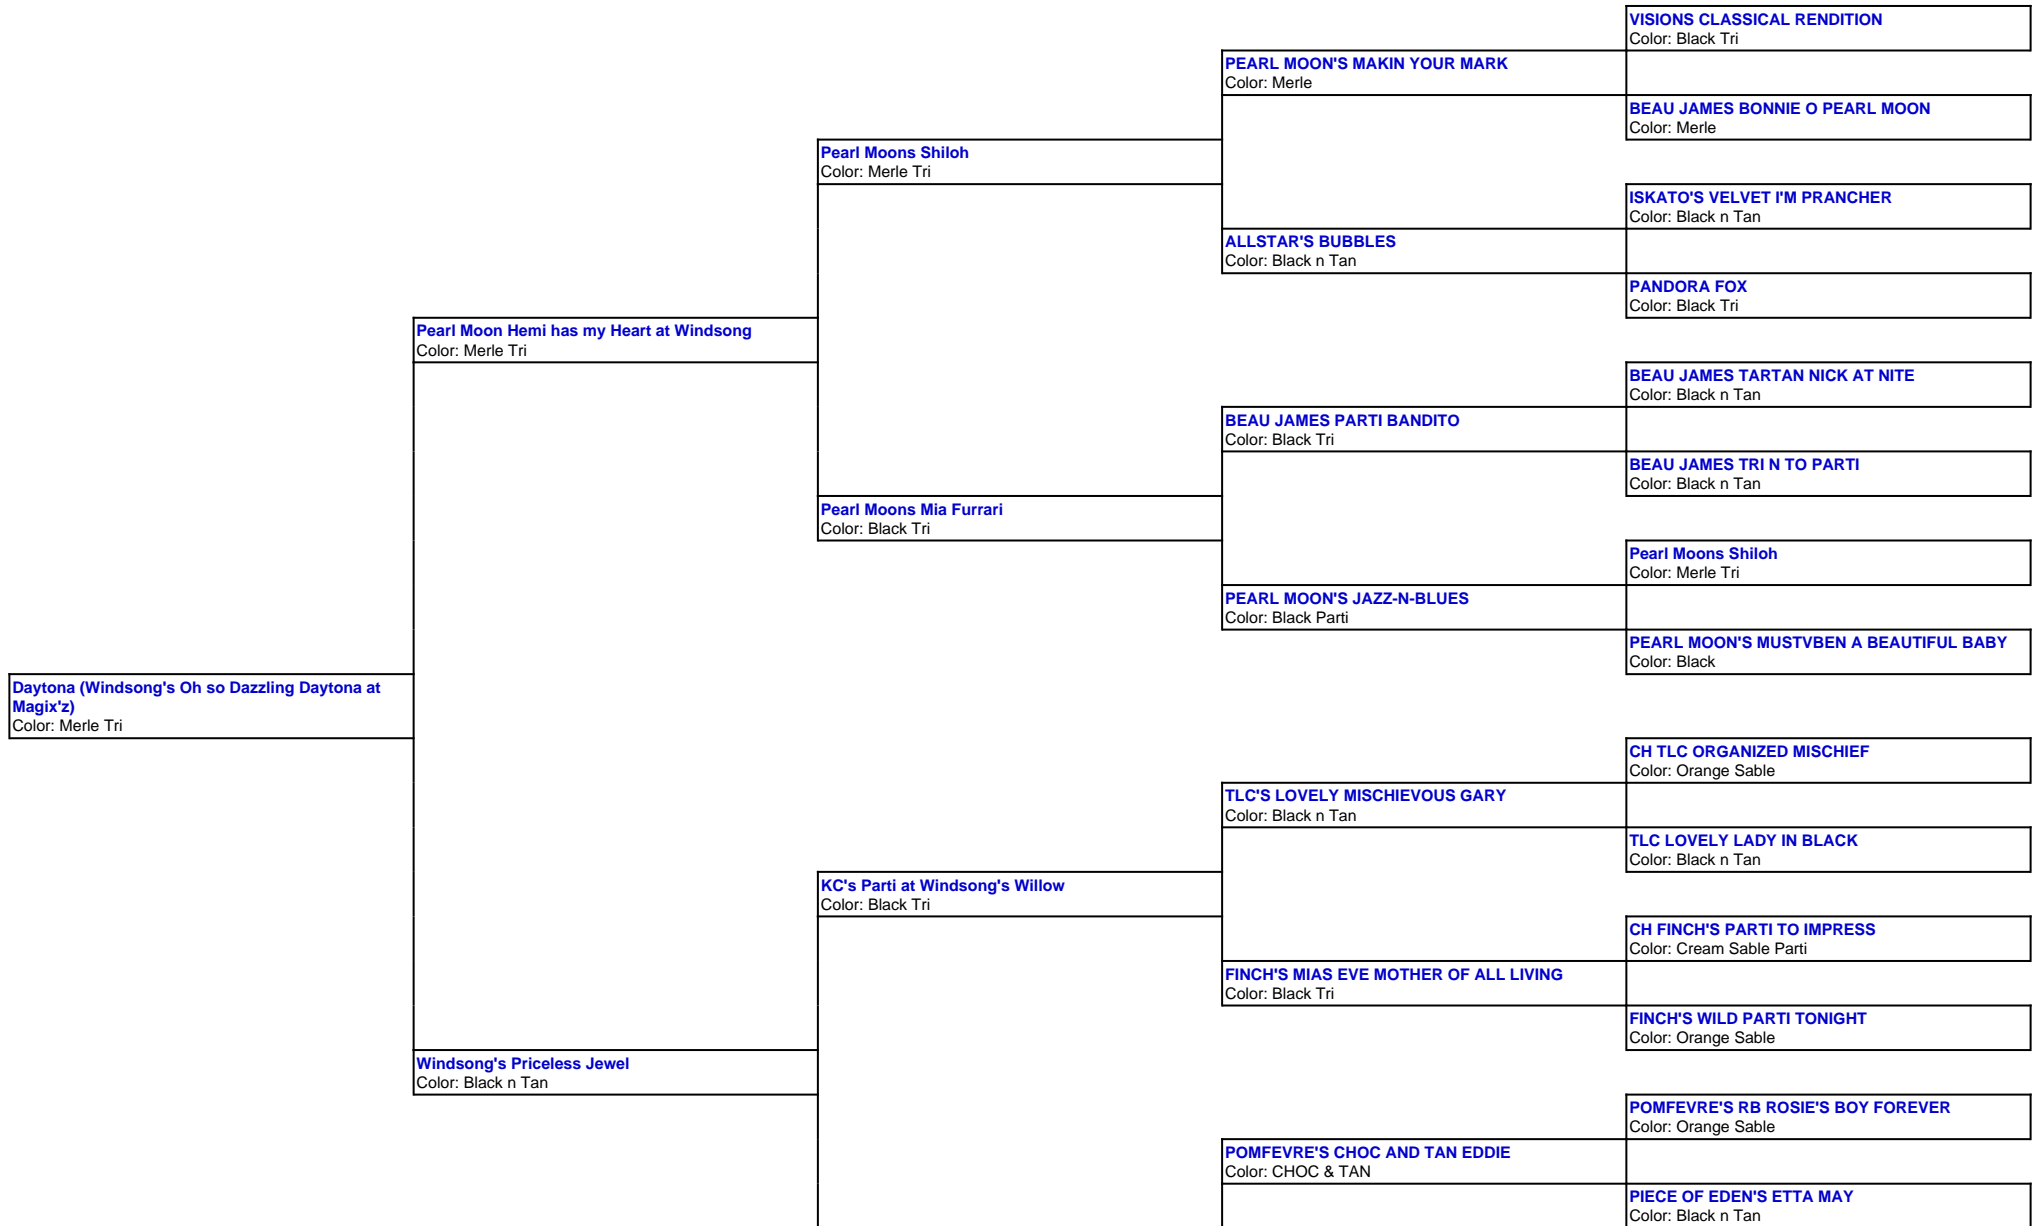 VISIONS CLASSICAL RENDITION
Color: Black Tri
PEARL MOON'S MAKIN YOUR MARK
Color: Merle
BEAU JAMES BONNIE O PEARL MOON
Color: Merle
Pearl Moons Shiloh
Color: Merle Tri
ISKATO'S VELVET I'M PRANCHER
Color: Black n Tan
ALLSTAR'S BUBBLES
Color: Black n Tan
PANDORA FOX
Color: Black Tri
Pearl Moon Hemi has my Heart at Windsong
Color: Merle Tri
BEAU JAMES TARTAN NICK AT NITE
Color: Black n Tan
BEAU JAMES PARTI BANDITO
Color: Black Tri
BEAU JAMES TRI N TO PARTI
Color: Black n Tan
Pearl Moons Mia Furrari
Color: Black Tri
Pearl Moons Shiloh
Color: Merle Tri
PEARL MOON'S JAZZ-N-BLUES
Color: Black Parti
PEARL MOON'S MUSTVBEN A BEAUTIFUL BABY
Color: Black
Daytona (Windsong's Oh so Dazzling Daytona at
Magix'z)
Color: Merle Tri
CH TLC ORGANIZED MISCHIEF
Color: Orange Sable
TLC'S LOVELY MISCHIEVOUS GARY
Color: Black n Tan
TLC LOVELY LADY IN BLACK
Color: Black n Tan
KC's Parti at Windsong's Willow
Color: Black Tri
CH FINCH'S PARTI TO IMPRESS
Color: Cream Sable Parti
FINCH'S MIAS EVE MOTHER OF ALL LIVING
Color: Black Tri
FINCH'S WILD PARTI TONIGHT
Color: Orange Sable
Windsong's Priceless Jewel
Color: Black n Tan
POMFEVRE'S RB ROSIE'S BOY FOREVER
Color: Orange Sable
POMFEVRE'S CHOC AND TAN EDDIE
Color: CHOC & TAN
PIECE OF EDEN'S ETTA MAY
Color: Black n Tan